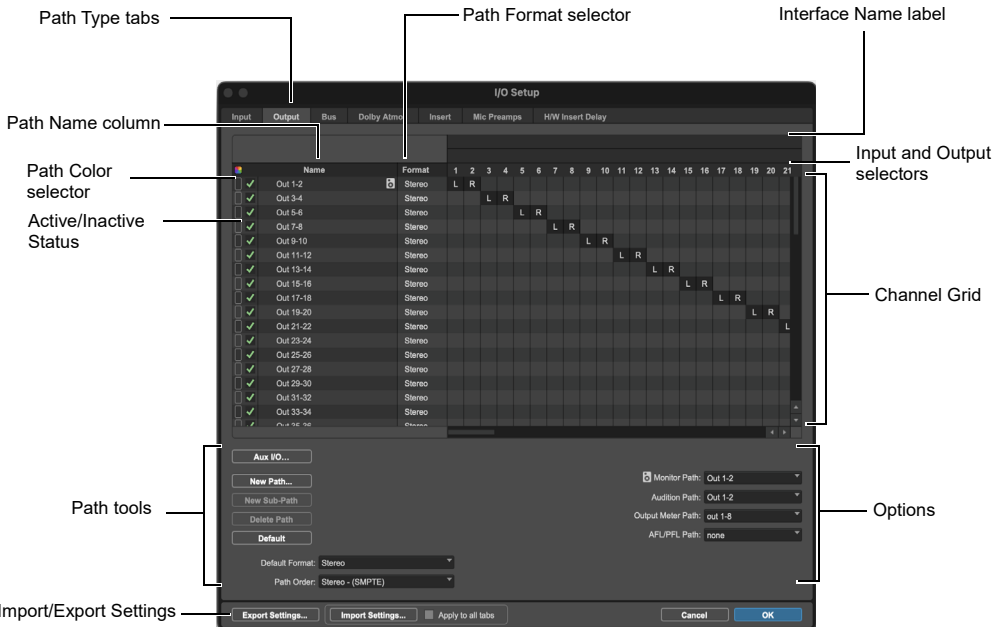 Path Type tabs
Path Format selector
Interface Name label
I/O Setup
Input Output Bus Dolby Atmo Insert Mic Preamps H/W Insert Delay
Path Name column
Input and Output
selectors
Name Format 1 2 3 4 5 6 7 8 9 10 11 12 13 14 15 16 17 18 19 20 21
Path Color
selector
Out 1-2 Stereo L R
Out 3-4 Stereo L R
Out 5-6 Stereo L R
Active/Inactive
Status
Out 7-8 Stereo L R
Out 9-10 Stereo L R
Out 11-12 Stereo L R
Out 13-14 Stereo L R
Out 15-16 Stereo L R
Out 17-18 Stereo L R
Channel Grid
Out 19-20 Stereo L R
Out 21-22 Stereo L
Out 23-24 Stereo
Out 25-26 Stereo
Out 27-28 Stereo
Out 29-30 Stereo
Out 31-32 Stereo
Out 33-34 Stereo
Out 35-36 Stereo
Path tools
Aux I/O...
New Path...
New Sub-Path
Delete Path
Default
Default Format: Stereo
Path Order: Stereo - (SMPTE)
Monitor Path: Out 1-2
Audition Path: Out 1-2
Output Meter Path: out 1-8
AFL/PFL Path: none
Options
Import/Export Settings
Export Settings... Import Settings... Apply to all tabs Cancel OK